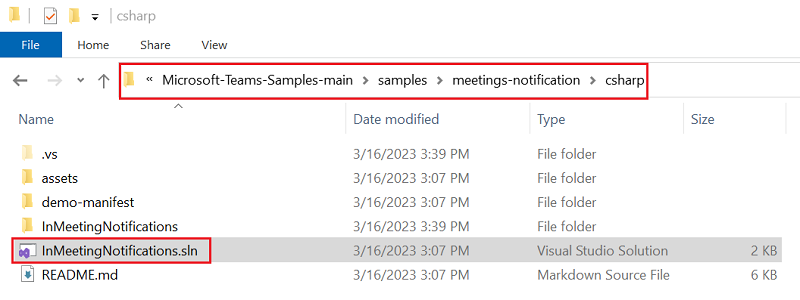 csharp
File Home Share View
« Microsoft-Teams-Samples-main > samples > meetings-notification > csharp
Name Date modified Type Size
.vs 3/16/2023 3:39 PM File folder
assets 3/16/2023 3:07 PM File folder
demo-manifest 3/16/2023 3:07 PM File folder
InMeetingNotifications 3/16/2023 3:39 PM File folder
InMeetingNotifications.sln 3/16/2023 3:07 PM Visual Studio Solution 2 KB
README.md 3/16/2023 3:07 PM Markdown Source File 6 KB